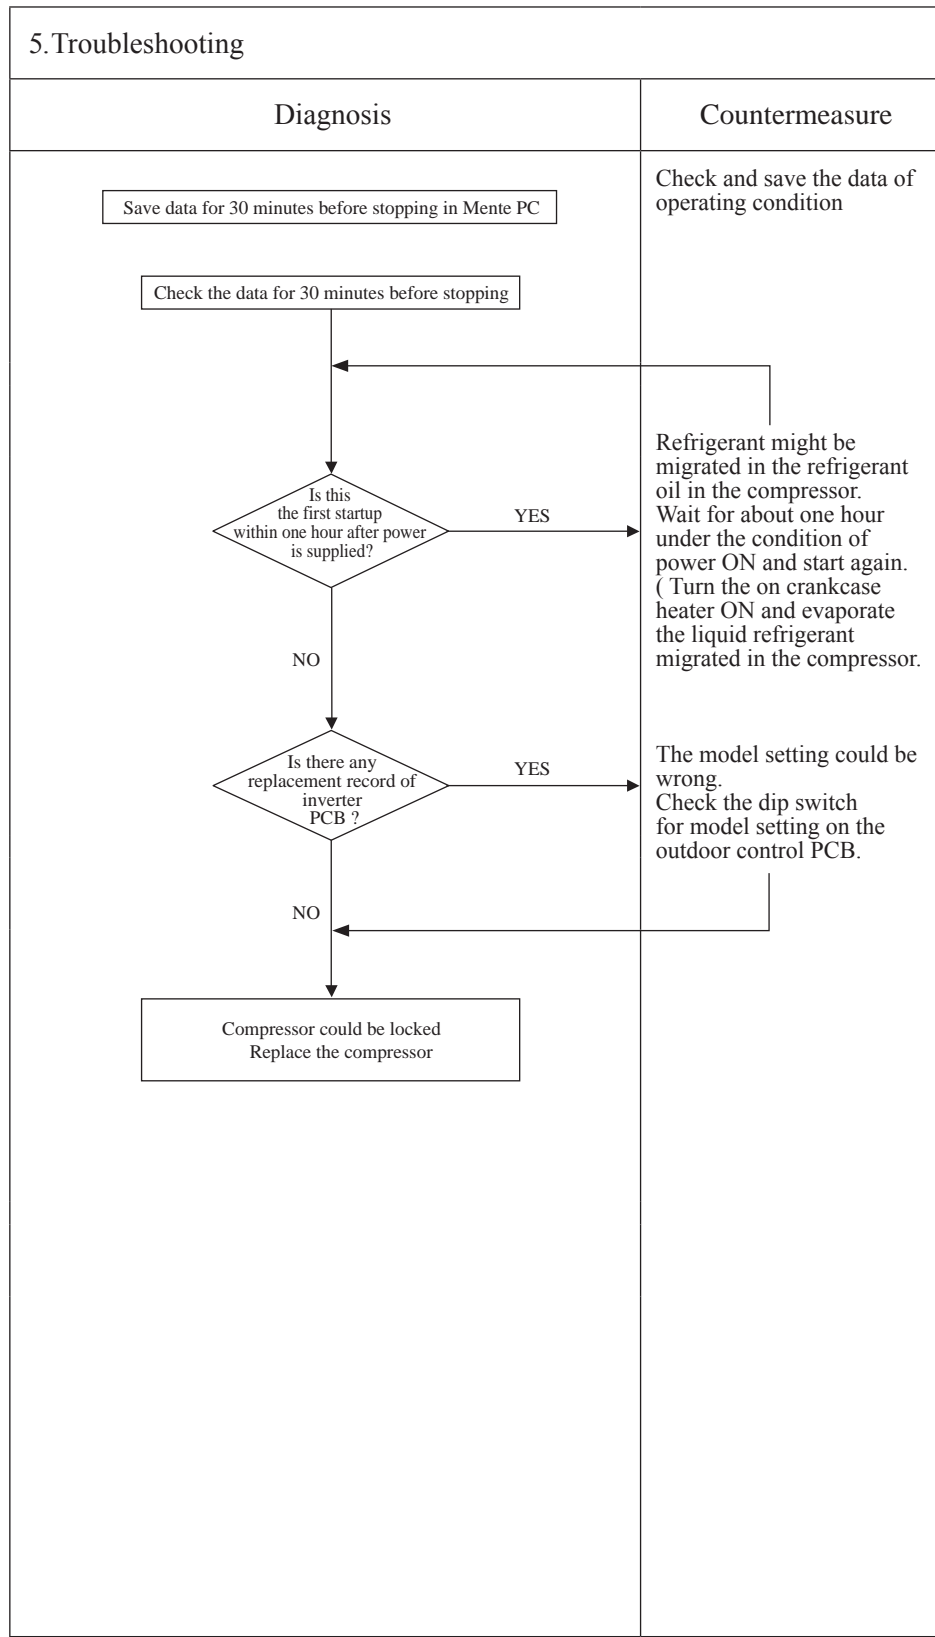 5.Troubleshooting
Diagnosis
Countermeasure
Save data for 30 minutes before stopping in Mente PC
Check and save the data of
operating condition
Check the data for 30 minutes before stopping
Is this
the first startup
within one hour after power
is supplied?
YES
Refrigerant might be
migrated in the refrigerant
oil in the compressor.
Wait for about one hour
under the condition of
power ON and start again.
( Turn the on crankcase
heater ON and evaporate
the liquid refrigerant
migrated in the compressor.
NO
Is there any
replacement record of
inverter
PCB ?
YES
The model setting could be
wrong.
Check the dip switch
for model setting on the
outdoor control PCB.
NO
Compressor could be locked
Replace the compressor